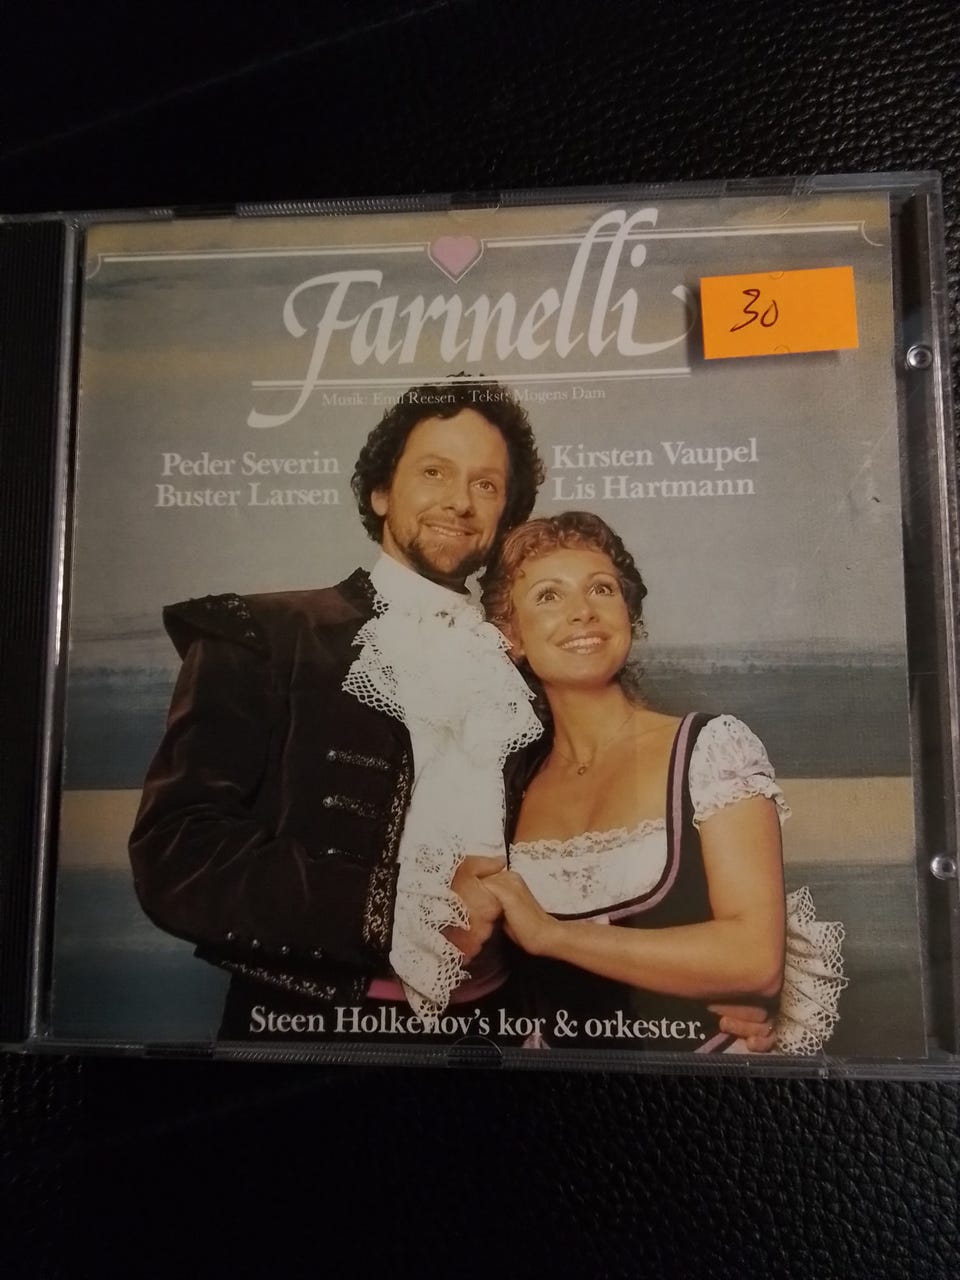 Farinelli
30
Musik: Emil Reesen · Tekst: Mogens Dam
Peder Severin
Buster Larsen
Kirsten Vaupel
Lis Hartmann
Steen Holkenov's kor & orkester.